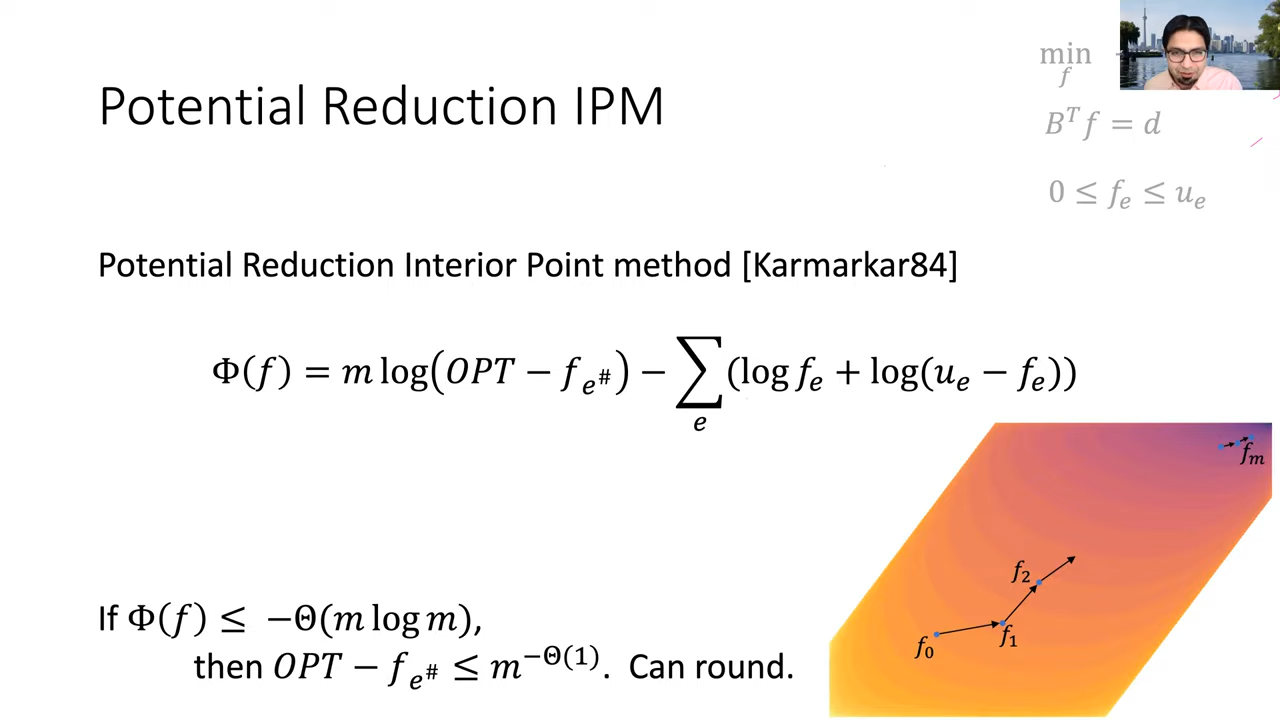 Potential Reduction IPM
min
f
B^T f = d
0 ≤ f_e ≤ u_e
Potential Reduction Interior Point method [Karmarkar84]
Φ(f) = m log(OPT − f_{e^#}) − ∑_e (log f_e + log(u_e − f_e))
f_m
f_2
f_0
f_1
If Φ(f) ≤ −Θ(m log m),
then OPT − f_{e^#} ≤ m^{−Θ(1)}. Can round.